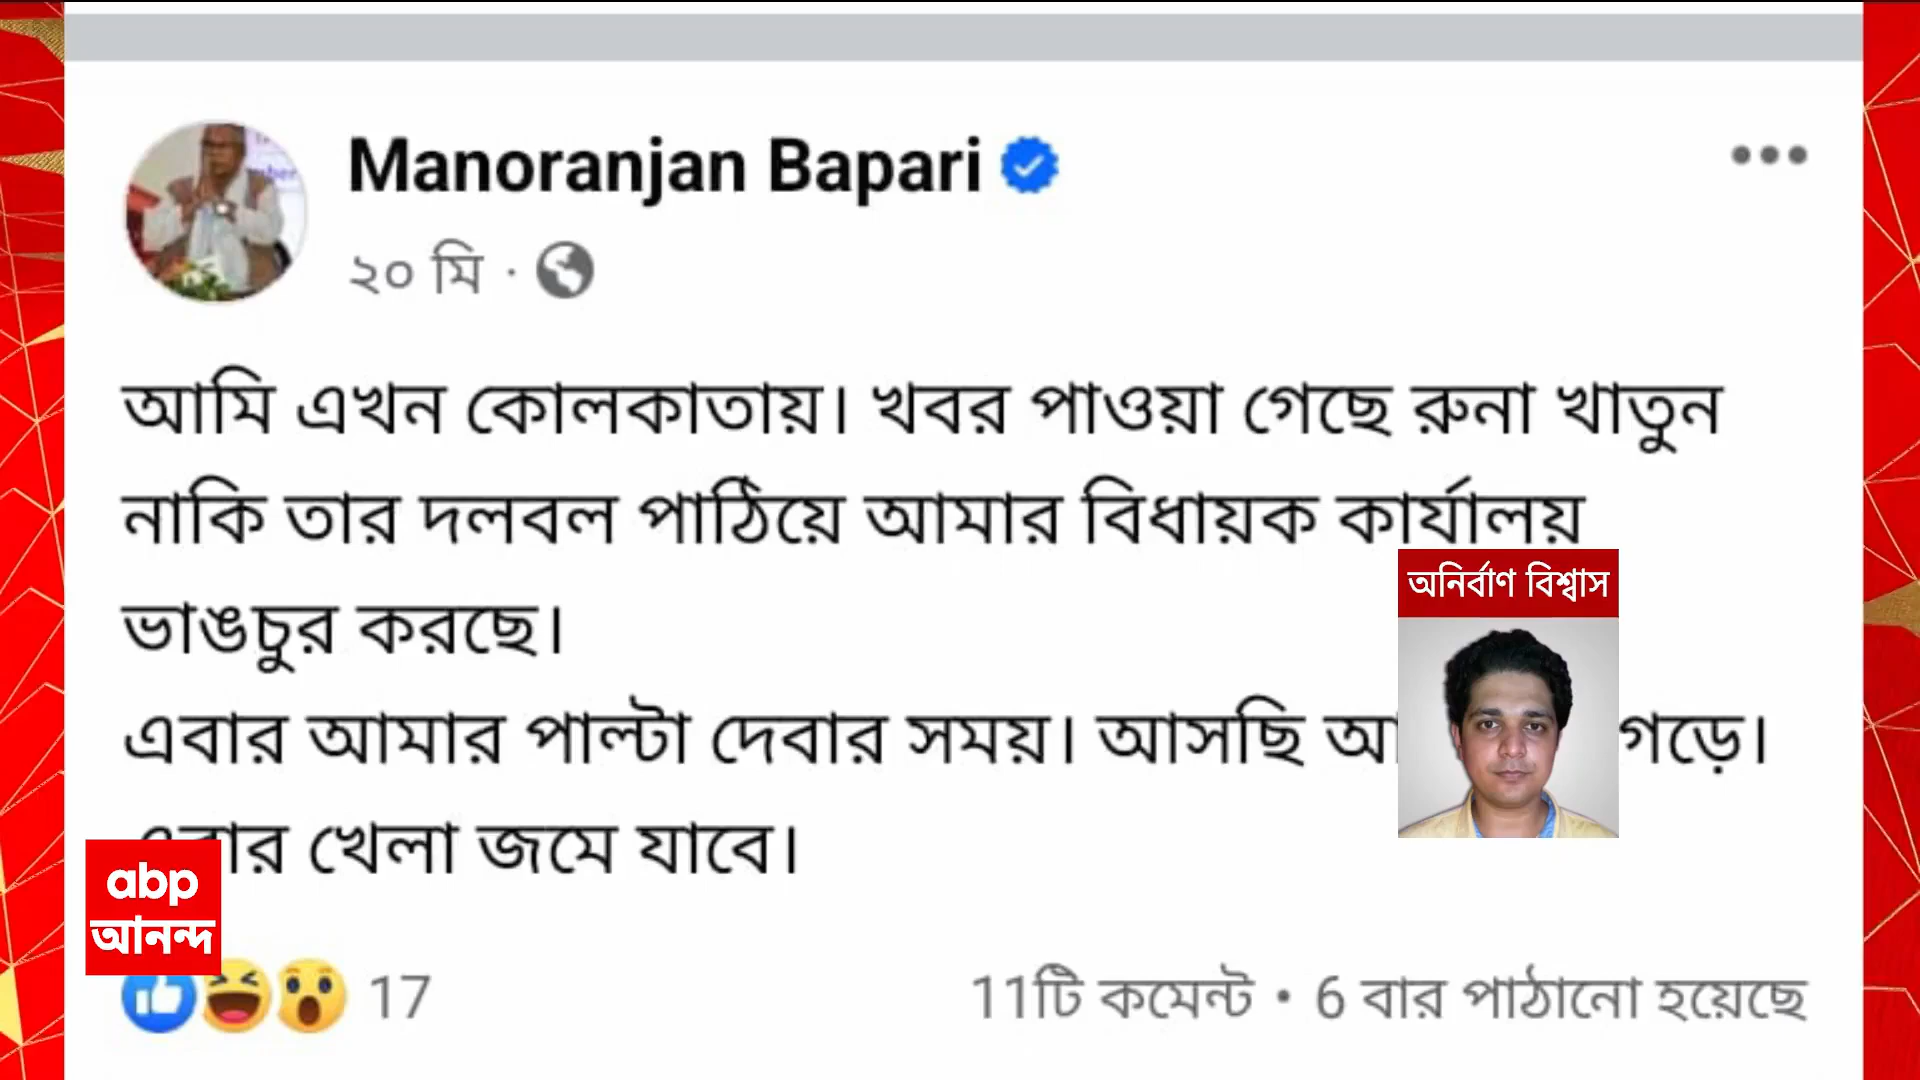 Manoranjan Bapari
২০ মি ·
আমি এখন কোলকাতায়। খবর পাওয়া গেছে রুনা খাতুন
নাকি তার দলবল পাঠিয়ে আমার বিধায়ক কার্যালয়
ভাঙচুর করছে।
এবার আমার পাল্টা দেবার সময়। আসছি গড়ে।
খেলা জমে যাবে।
অনির্বাণ বিশ্বাস
abp
আনন্দ
17
11টি কমেন্ট • 6 বার পাঠানো হয়েছে